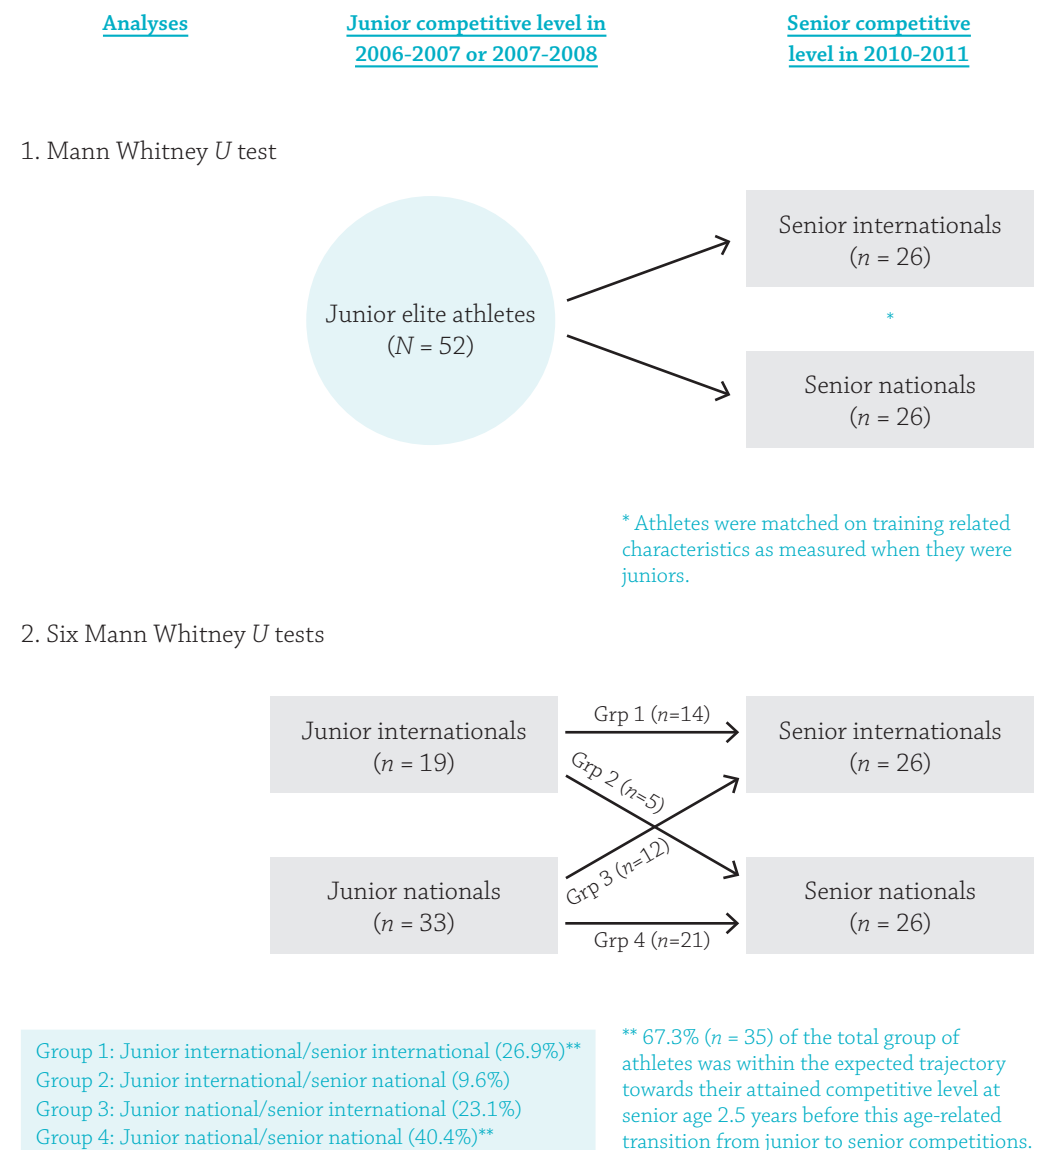 Analyses
Junior competitive level in
2006-2007 or 2007-2008
Senior competitive
level in 2010-2011
1. Mann Whitney U test
Junior elite athletes
(N = 52)
Senior internationals
(n = 26)
*
Senior nationals
(n = 26)
* Athletes were matched on training related
characteristics as measured when they were
juniors.
2. Six Mann Whitney U tests
Junior internationals
(n = 19)
Grp 1 (n=14)
Senior internationals
(n = 26)
Grp 2 (n=5)
Grp 3 (n=12)
Junior nationals
(n = 33)
Grp 4 (n=21)
Senior nationals
(n = 26)
Group 1: Junior international/senior international (26.9%)**
Group 2: Junior international/senior national (9.6%)
Group 3: Junior national/senior international (23.1%)
Group 4: Junior national/senior national (40.4%)**
** 67.3% (n = 35) of the total group of
athletes was within the expected trajectory
towards their attained competitive level at
senior age 2.5 years before this age-related
transition from junior to senior competitions.